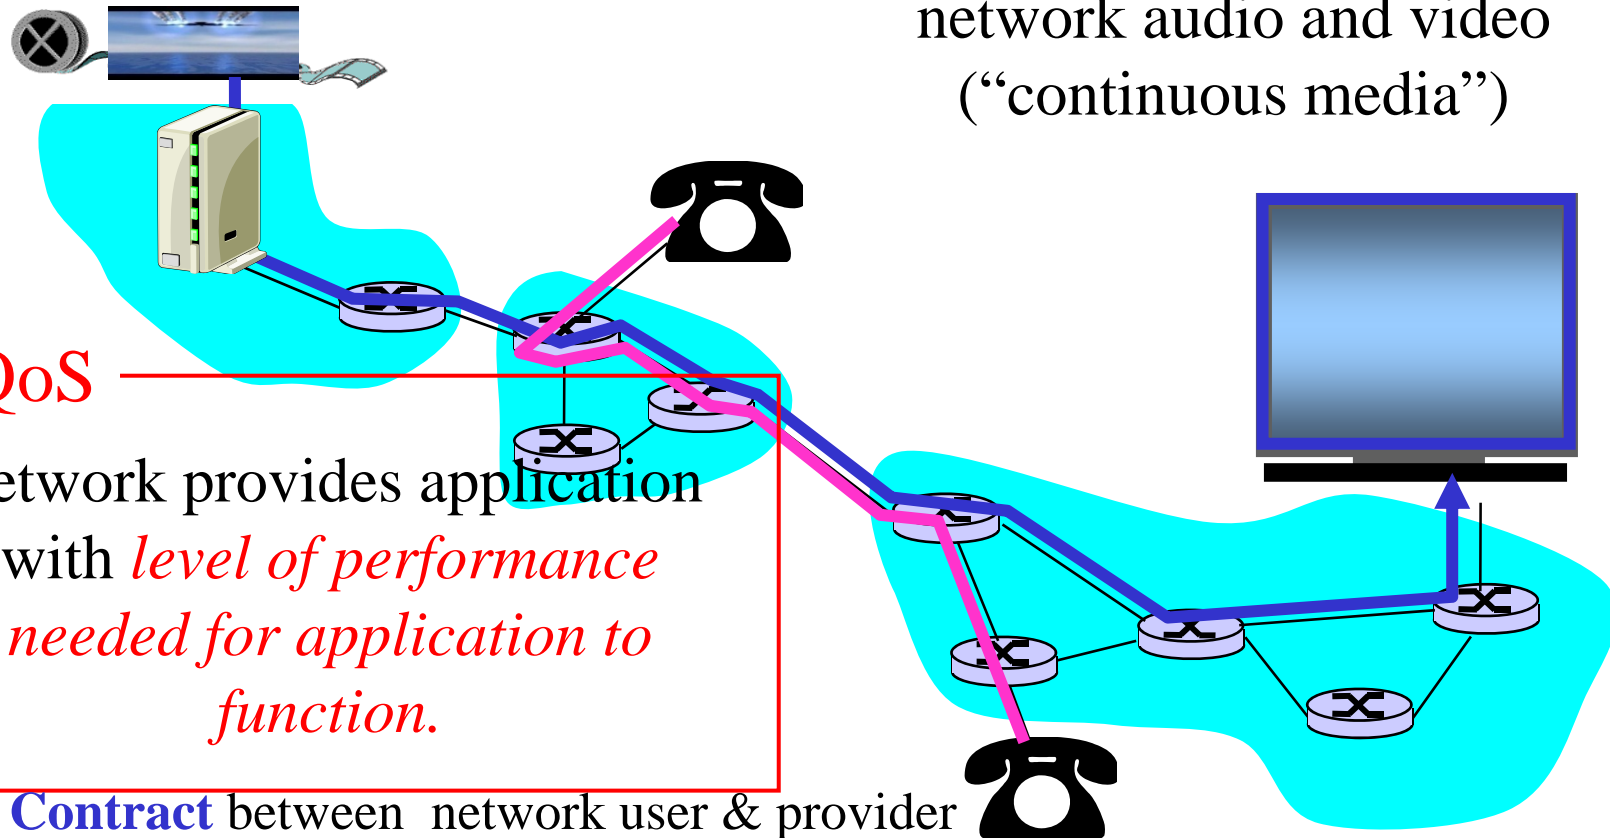 network audio and video
(“continuous media”)
QoS
etwork provides application
with level of performance
needed for application to
function.
Contract between network user & provider